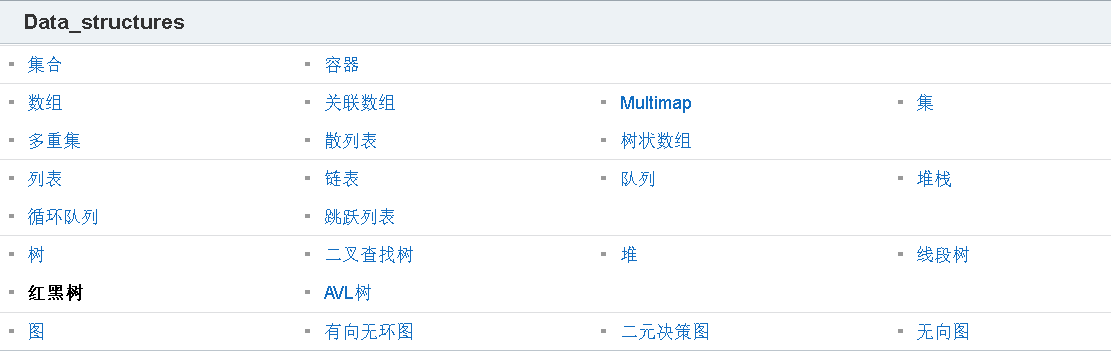 Data_structures
集合 容器
数组 关联数组 Multimap 集
多重集 散列表 树状数组
列表 链表 队列 堆栈
循环队列 跳跃列表
树 二叉查找树 堆 线段树
红黑树 AVL树
图 有向无环图 二元决策图 无向图